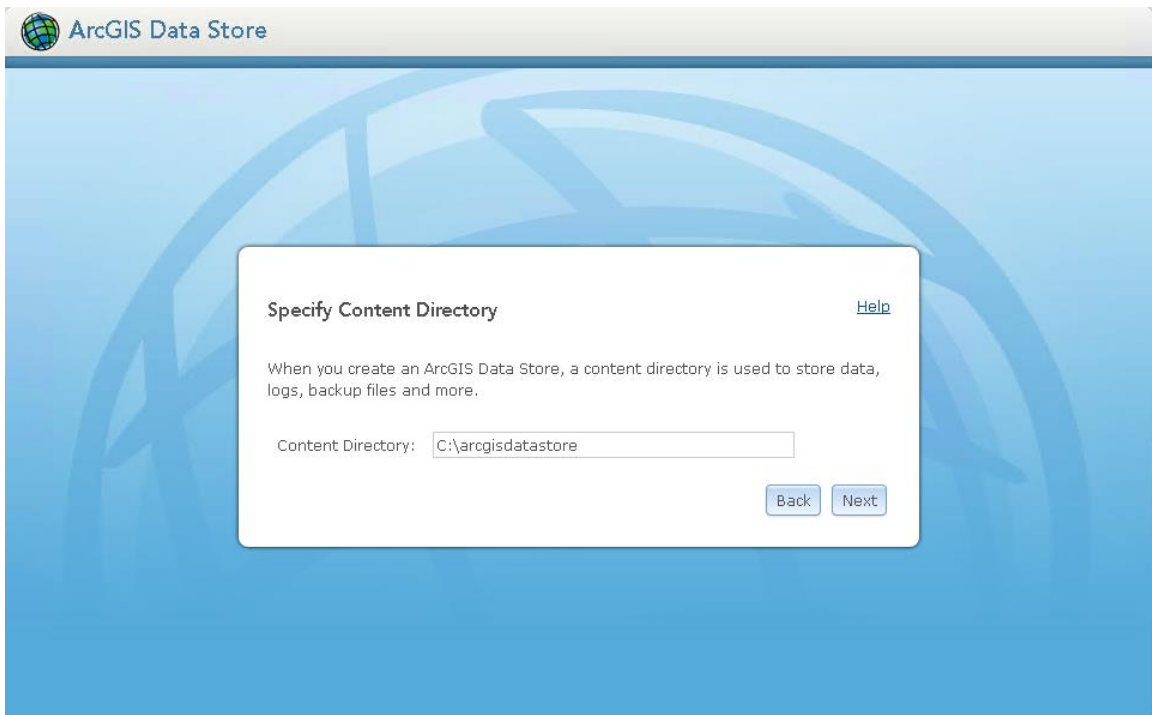 ArcGIS Data Store
Specify Content Directory
Help
When you create an ArcGIS Data Store, a content directory is used to store data,
logs, backup files and more.
Content Directory: C:\arcgisdatastore
Back Next